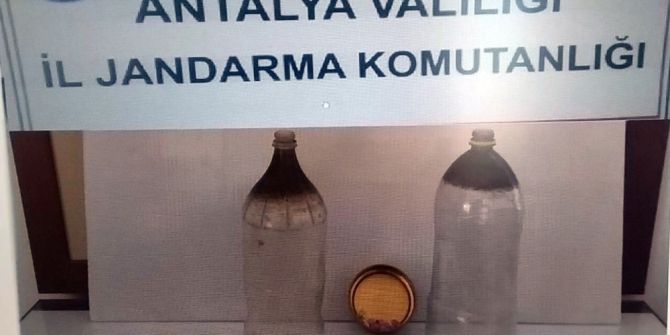 ANTALYA VALİLİĞİ
İL JANDARMA KOMUTANLIĞI